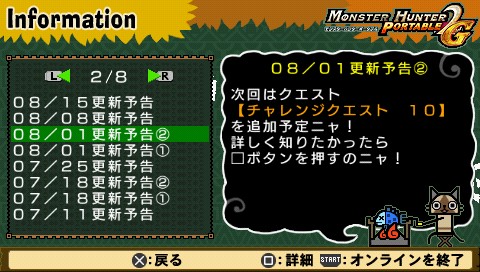 Information
MONSTER HUNTER
PORTABLE 2nd G
L 2/8 R
08/15更新予告
08/08更新予告
08/01更新予告②
08/01更新予告①
07/25更新予告
07/18更新予告②
07/18更新予告①
07/11更新予告
08/01更新予告②
次回はクエスト
【チャレンジクエスト 10】
を追加予定ニャ!
詳しく知りたかったら
□ボタンを押すのニャ!
×:戻る
□:詳細 START:オンラインを終了